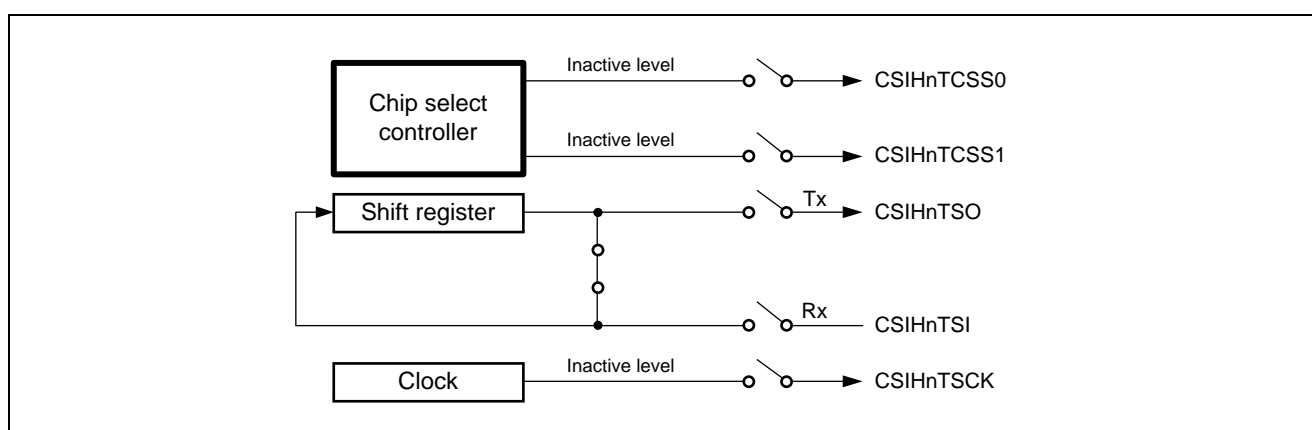 Inactive level
CSIHnTCSS0
Chip select
controller
Inactive level
CSIHnTCSS1
Shift register
Tx
CSIHnTSO
Rx
CSIHnTSI
Clock
Inactive level
CSIHnTSCK